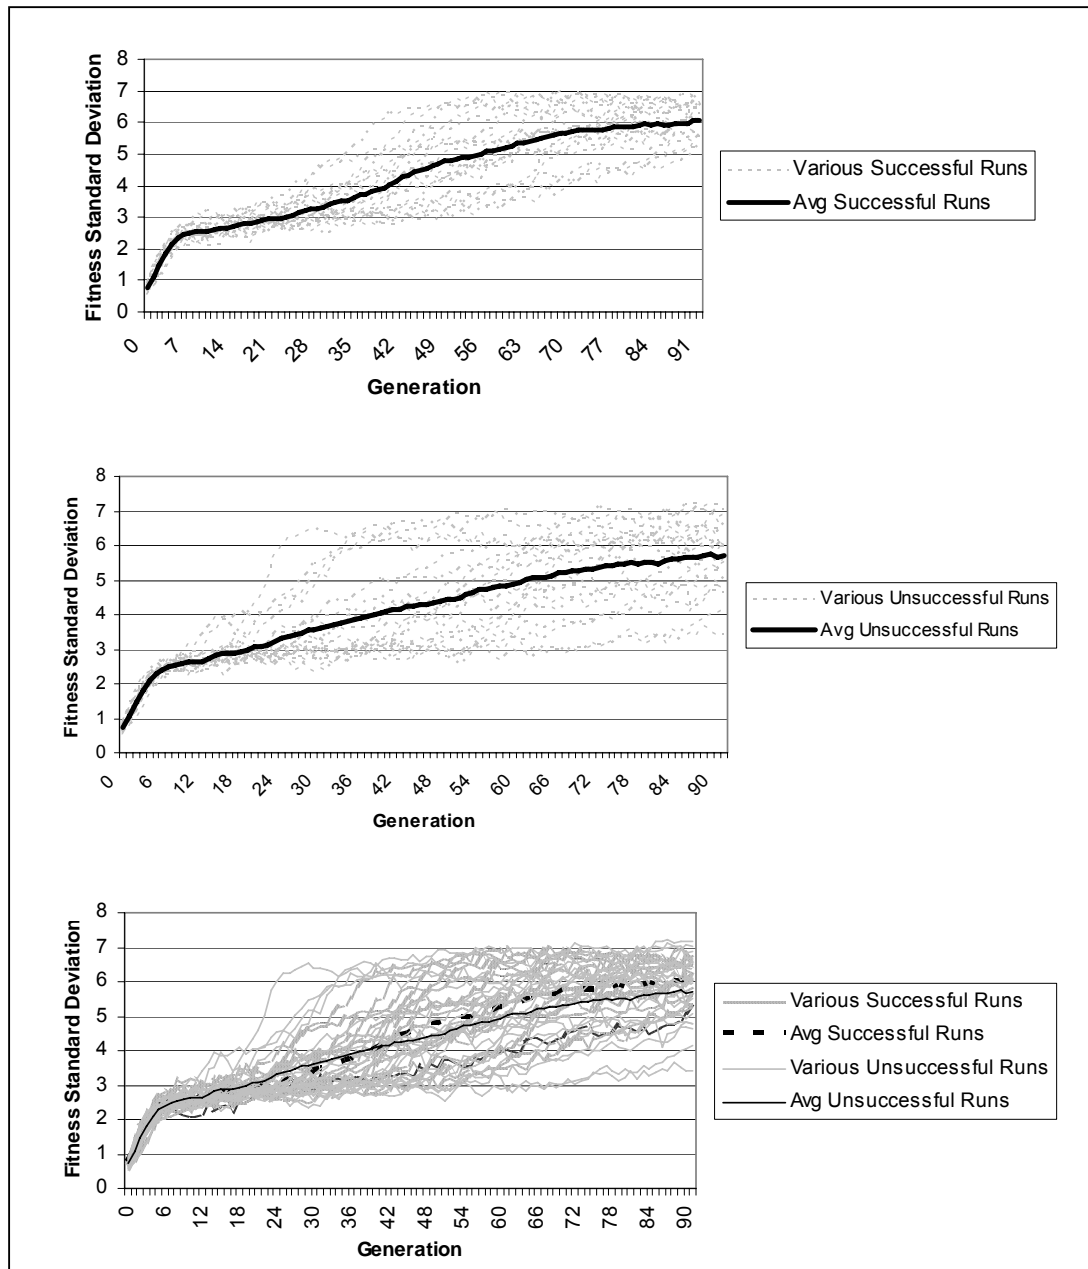 8
7
6
5
4
3
2
1
0
Fitness Standard Deviation
0 7 14 21 28 35 42 49 56 63 70 77 84 91
Generation
Various Successful Runs
Avg Successful Runs
8
7
6
5
4
3
2
1
0
Fitness Standard Deviation
0 6 12 18 24 30 36 42 48 54 60 66 72 78 84 90
Generation
Various Unsuccessful Runs
Avg Unsuccessful Runs
8
7
6
5
4
3
2
1
0
Fitness Standard Deviation
0 6 12 18 24 30 36 42 48 54 60 66 72 78 84 90
Generation
Various Successful Runs
Avg Successful Runs
Various Unsuccessful Runs
Avg Unsuccessful Runs